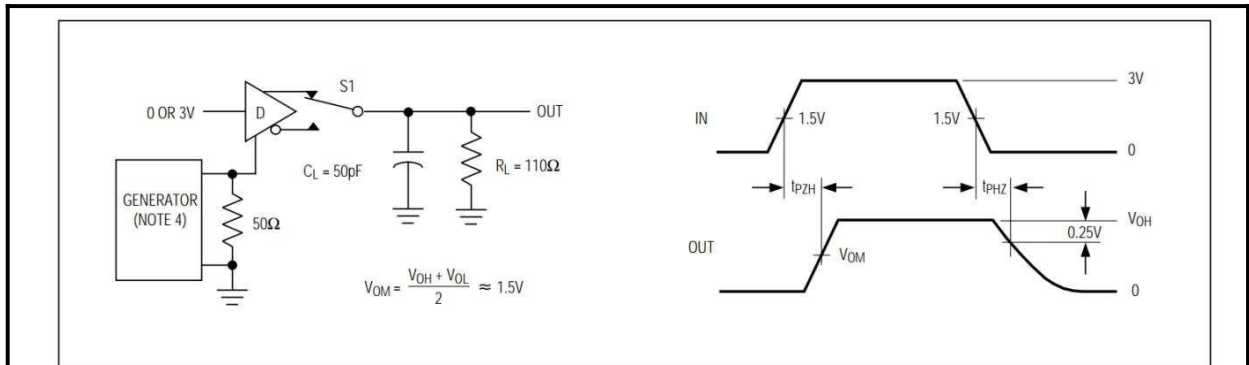 S1
0 OR 3V
D
OUT
C_L = 50pF
R_L = 110Ω
GENERATOR
(NOTE 4)
50Ω
V_OM = (V_OH + V_OL) / 2 ≈ 1.5V
3V
IN
1.5V
1.5V
0
t_PZH
t_PHZ
V_OH
0.25V
OUT
V_OM
0